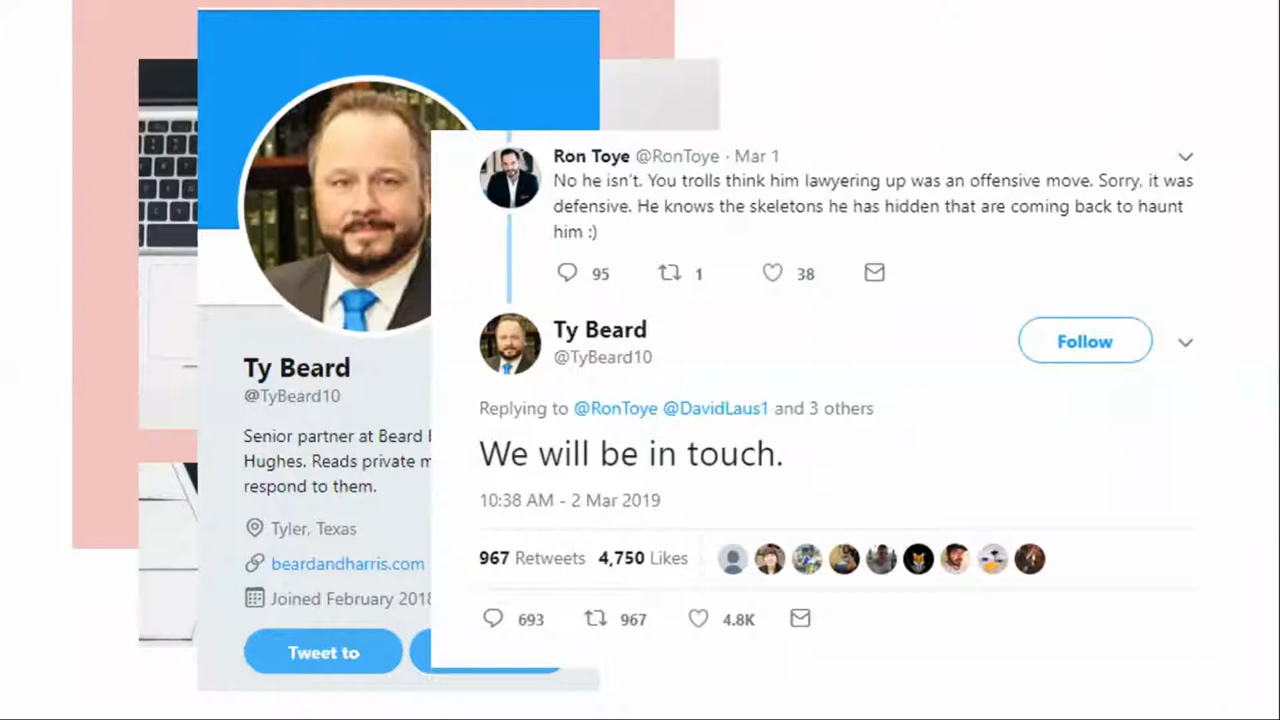 Ty Beard
@TyBeard10
Senior partner at Beard
Hughes. Reads private
respond to them.
Tyler, Texas
beardandharris.com
Joined February 2018
Tweet to
Ron Toye @RonToye · Mar 1
No he isn't. You trolls think him lawyering up was an offensive move. Sorry, it was
defensive. He knows the skeletons he has hidden that are coming back to haunt
him :)
95 1 38
Ty Beard
@TyBeard10
Follow
Replying to @RonToye @DavidLaus1 and 3 others
We will be in touch.
10:38 AM - 2 Mar 2019
967 Retweets 4,750 Likes
693 967 4.8K